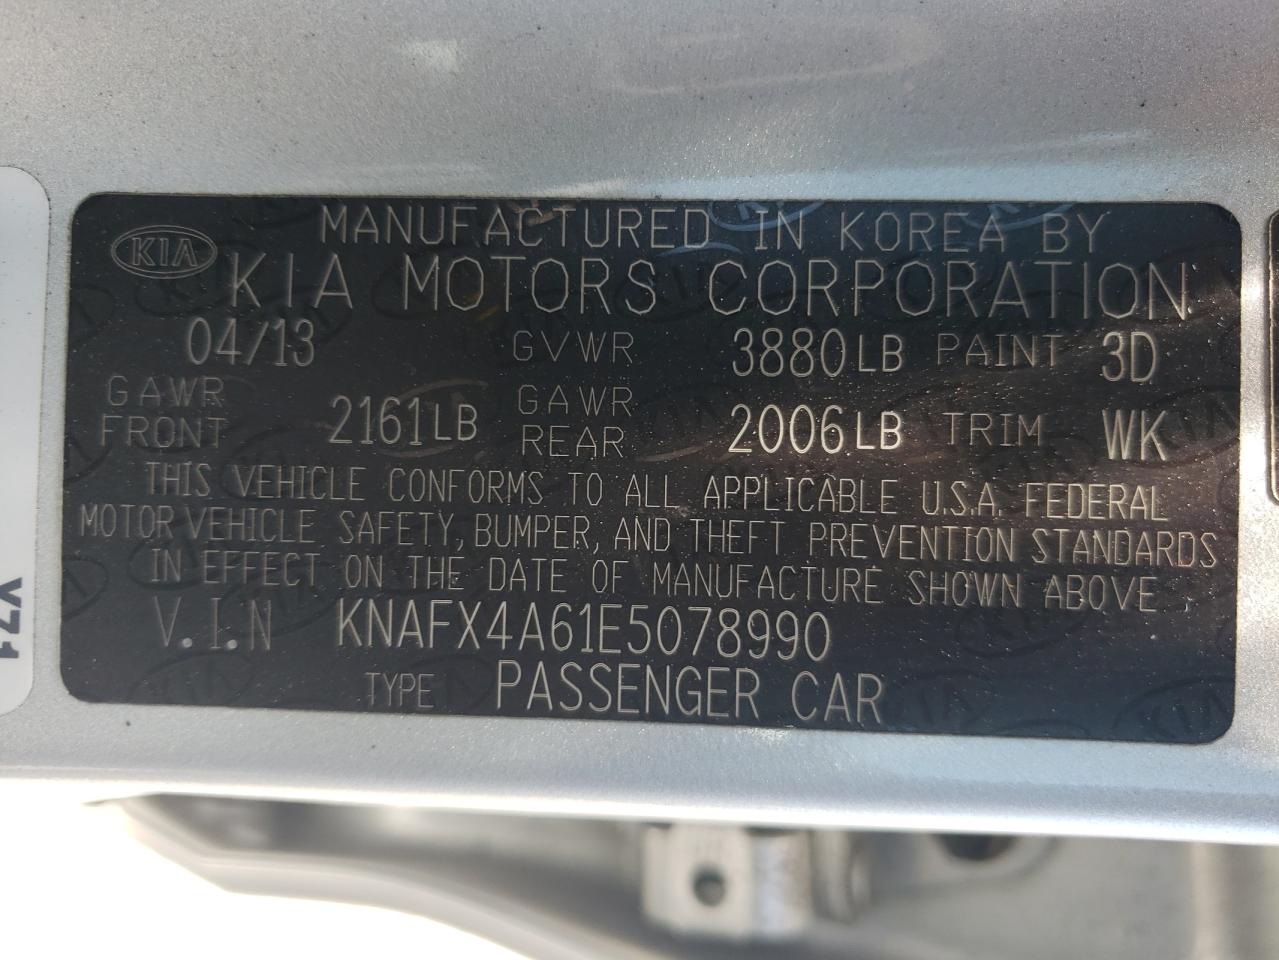 MANUFACTURED IN KOREA BY
KIA KIA MOTORS CORPORATION
04/13 GVWR 3880LB PAINT 3D
GAWR FRONT 2161LB GAWR REAR 2006LB TRIM WK
THIS VEHICLE CONFORMS TO ALL APPLICABLE U.S.A. FEDERAL
MOTOR VEHICLE SAFETY, BUMPER, AND THEFT PREVENTION STANDARDS
IN EFFECT ON THE DATE OF MANUFACTURE SHOWN ABOVE
V.I.N KNAFX4A61E5078990
TYPE PASSENGER CAR